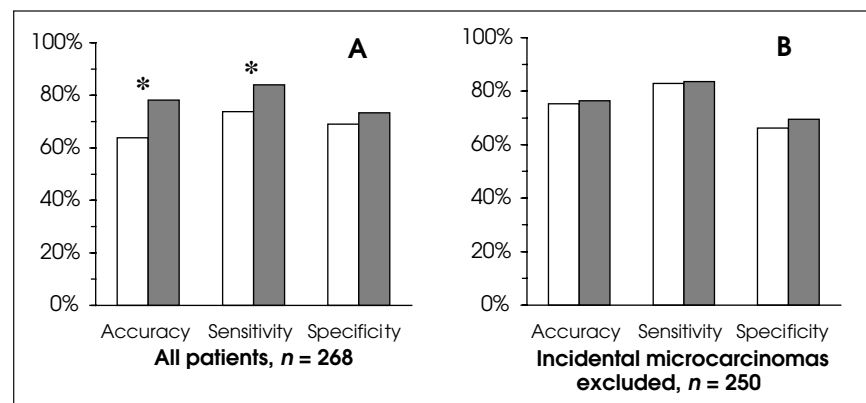 A
100%
80%
60%
40%
20%
0%
*
*
Accuracy Sensitivity Specificity
All patients, n = 268
B
100%
80%
60%
40%
20%
0%
Accuracy Sensitivity Specificity
Incidental microcarcinomas
excluded, n = 250